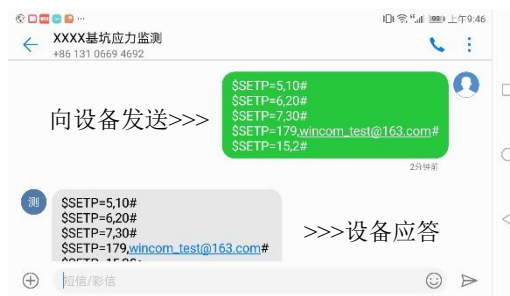 上午9:46
XXXX基坑应力监测
+86 131 0669 4692
$SETP=5,10#
$SETP=6,20#
$SETP=7,30#
$SETP=179,wincom_test@163.com#
$SETP=15,2#
向设备发送>>>
2分钟前
测
$SETP=5,10#
$SETP=6,20#
$SETP=7,30#
$SETP=179,wincom_test@163.com#
>>>设备应答
短信/彩信